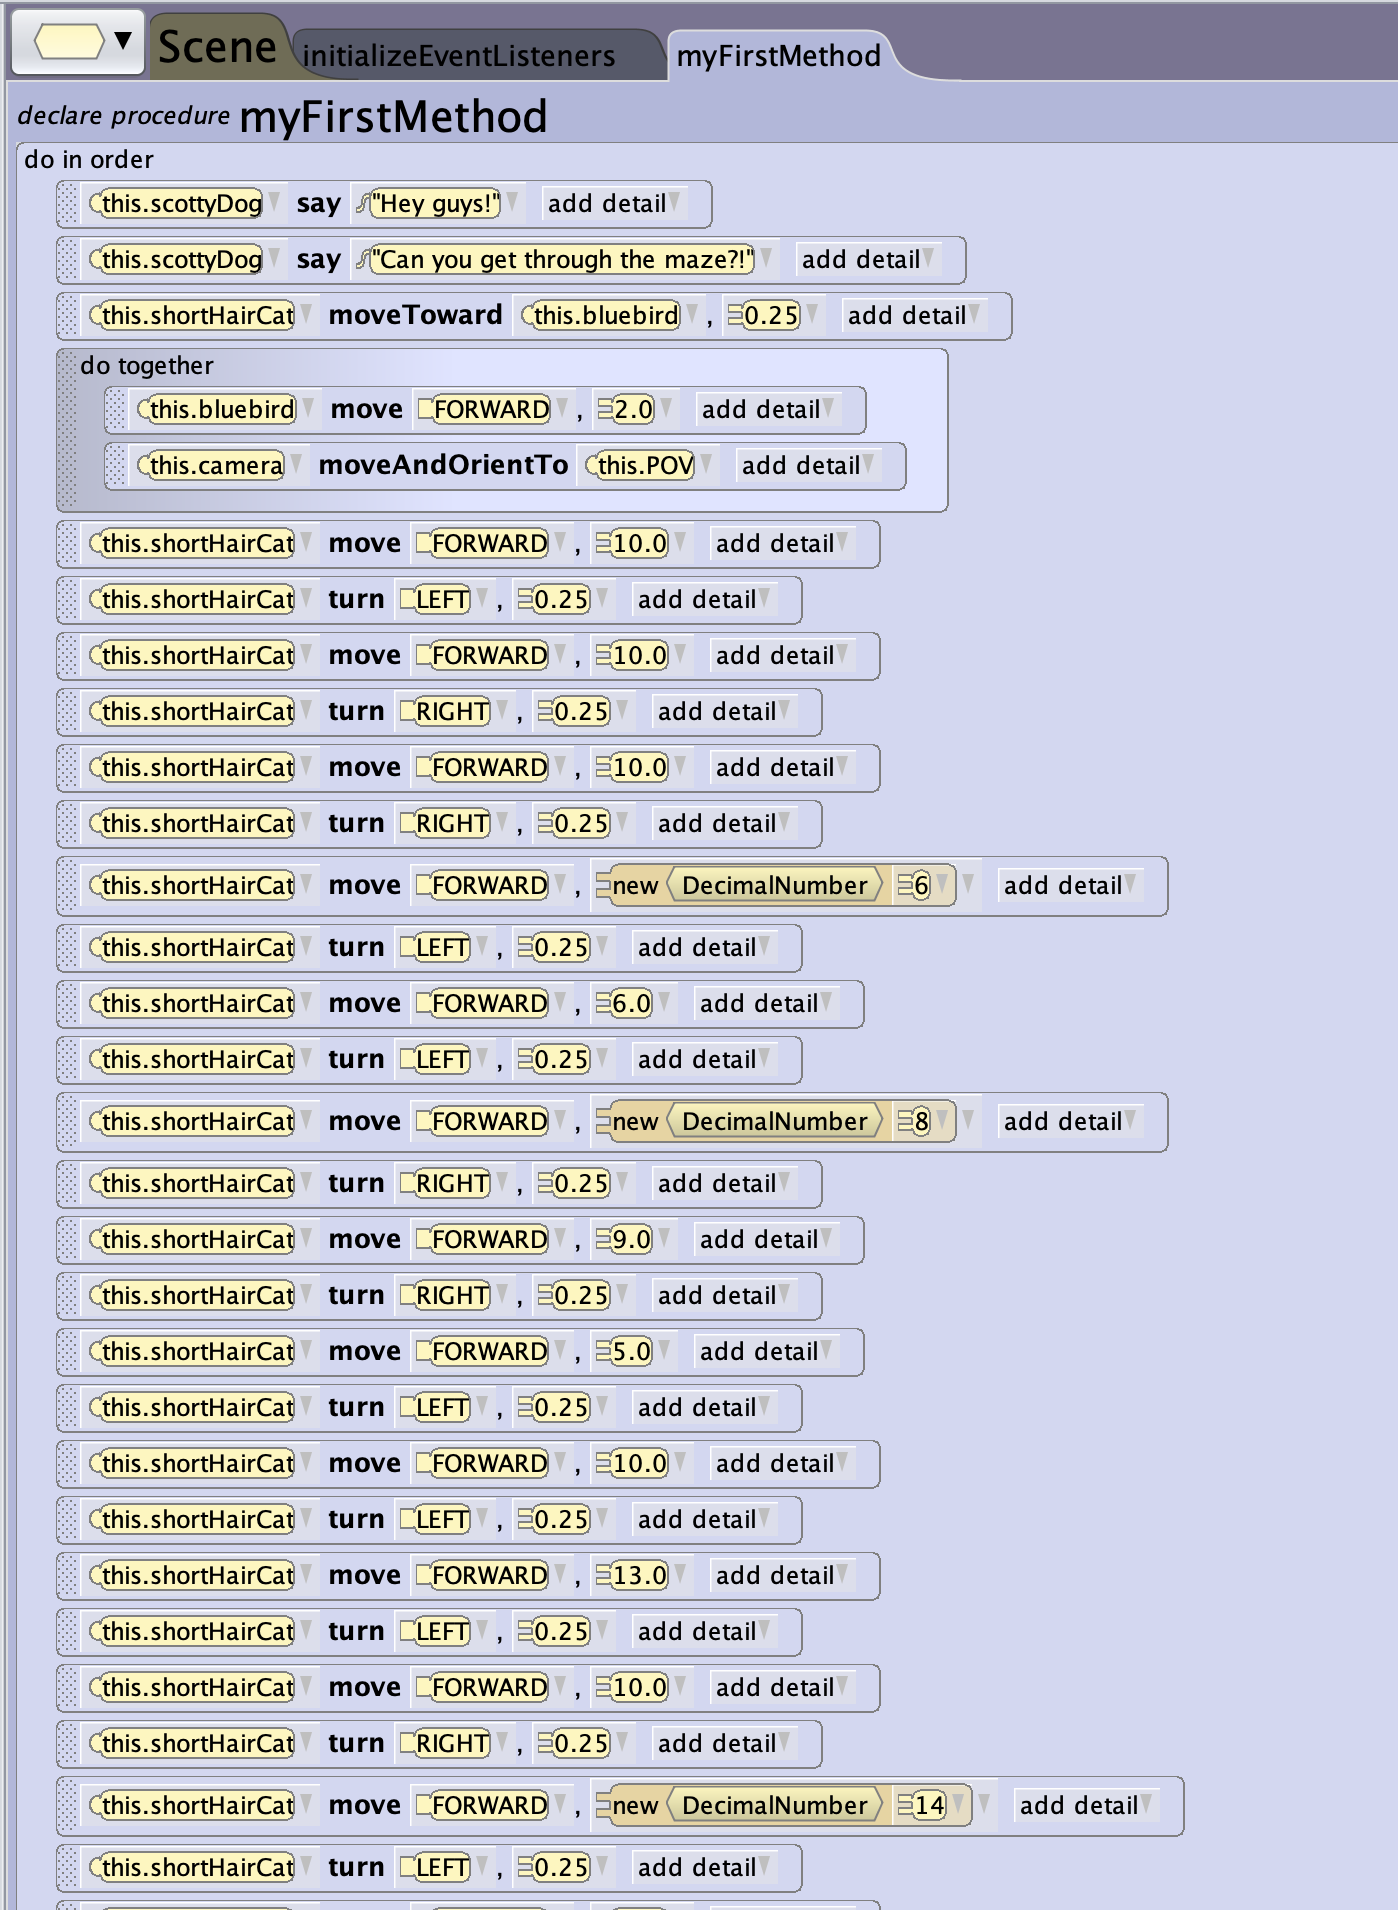 Scene initializeEventListeners myFirstMethod
declare procedure myFirstMethod
do in order
this.scottyDog say "Hey guys!" add detail
this.scottyDog say "Can you get through the maze?!" add detail
this.shortHairCat moveToward this.bluebird , 0.25 add detail
do together
this.bluebird move FORWARD , 2.0 add detail
this.camera moveAndOrientTo this.POV add detail
this.shortHairCat move FORWARD , 10.0 add detail
this.shortHairCat turn LEFT , 0.25 add detail
this.shortHairCat move FORWARD , 10.0 add detail
this.shortHairCat turn RIGHT , 0.25 add detail
this.shortHairCat move FORWARD , 10.0 add detail
this.shortHairCat turn RIGHT , 0.25 add detail
this.shortHairCat move FORWARD , new DecimalNumber 6 add detail
this.shortHairCat turn LEFT , 0.25 add detail
this.shortHairCat move FORWARD , 6.0 add detail
this.shortHairCat turn LEFT , 0.25 add detail
this.shortHairCat move FORWARD , new DecimalNumber 8 add detail
this.shortHairCat turn RIGHT , 0.25 add detail
this.shortHairCat move FORWARD , 9.0 add detail
this.shortHairCat turn RIGHT , 0.25 add detail
this.shortHairCat move FORWARD , 5.0 add detail
this.shortHairCat turn LEFT , 0.25 add detail
this.shortHairCat move FORWARD , 10.0 add detail
this.shortHairCat turn LEFT , 0.25 add detail
this.shortHairCat move FORWARD , 13.0 add detail
this.shortHairCat turn LEFT , 0.25 add detail
this.shortHairCat move FORWARD , 10.0 add detail
this.shortHairCat turn RIGHT , 0.25 add detail
this.shortHairCat move FORWARD , new DecimalNumber 14 add detail
this.shortHairCat turn LEFT , 0.25 add detail